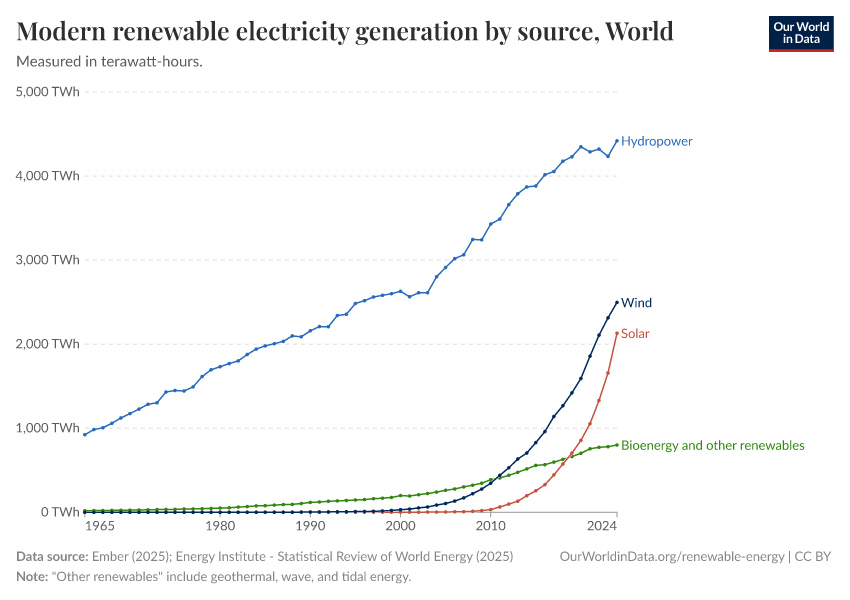 Modern renewable electricity generation by source, World
Our World
in Data
Measured in terawatt-hours.
5,000 TWh
Hydropower
4,000 TWh
3,000 TWh
Wind
Solar
2,000 TWh
1,000 TWh
Bioenergy and other renewables
0 TWh
1965 1980 1990 2000 2010 2024
Data source: Ember (2025); Energy Institute - Statistical Review of World Energy (2025)
OurWorldinData.org/renewable-energy | CC BY
Note: "Other renewables" include geothermal, wave, and tidal energy.